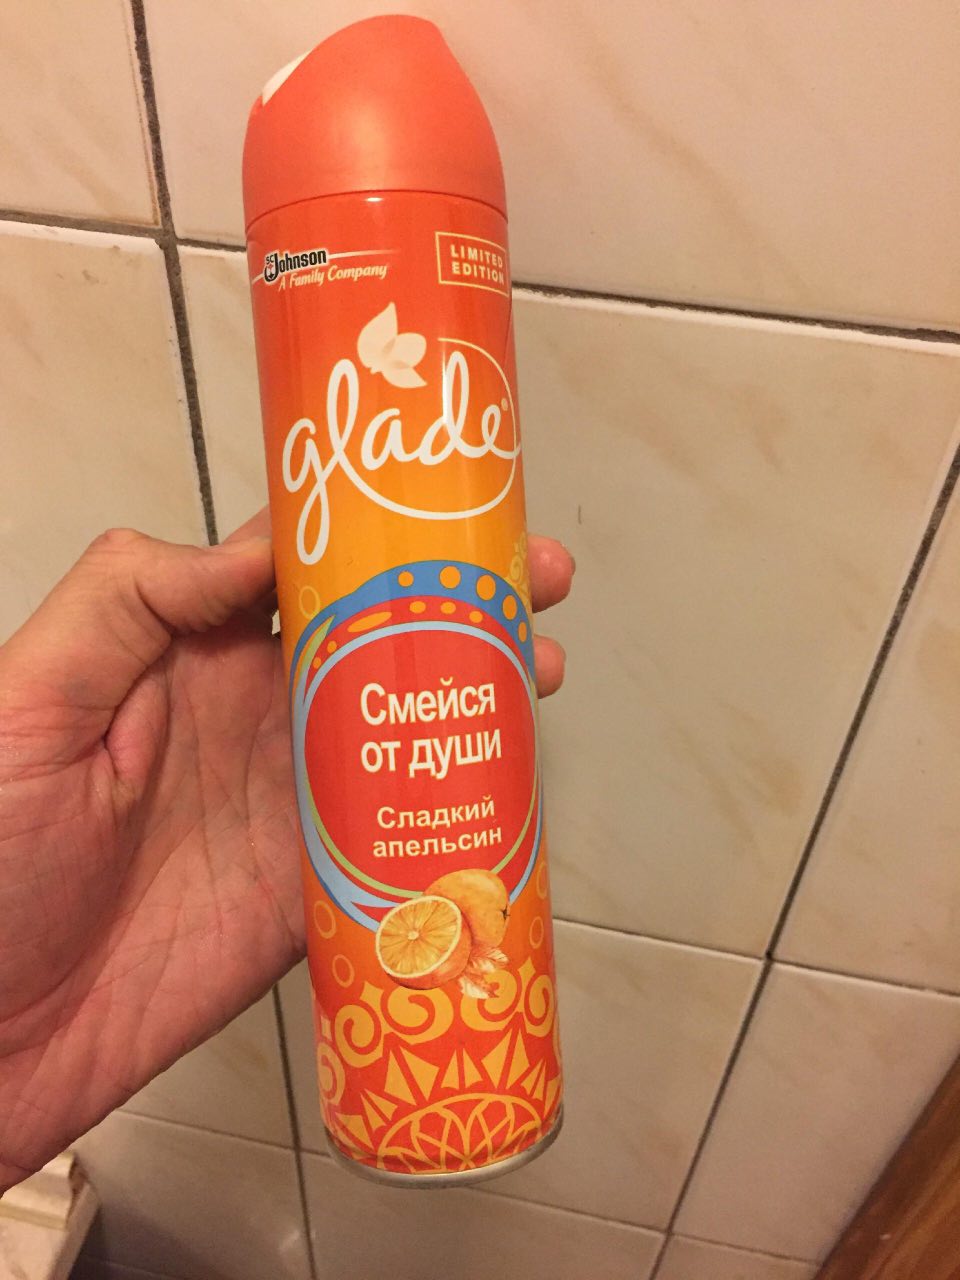 SC Johnson
A Family Company
LIMITED
EDITION
glade
Смейся
от души
Сладкий
апельсин